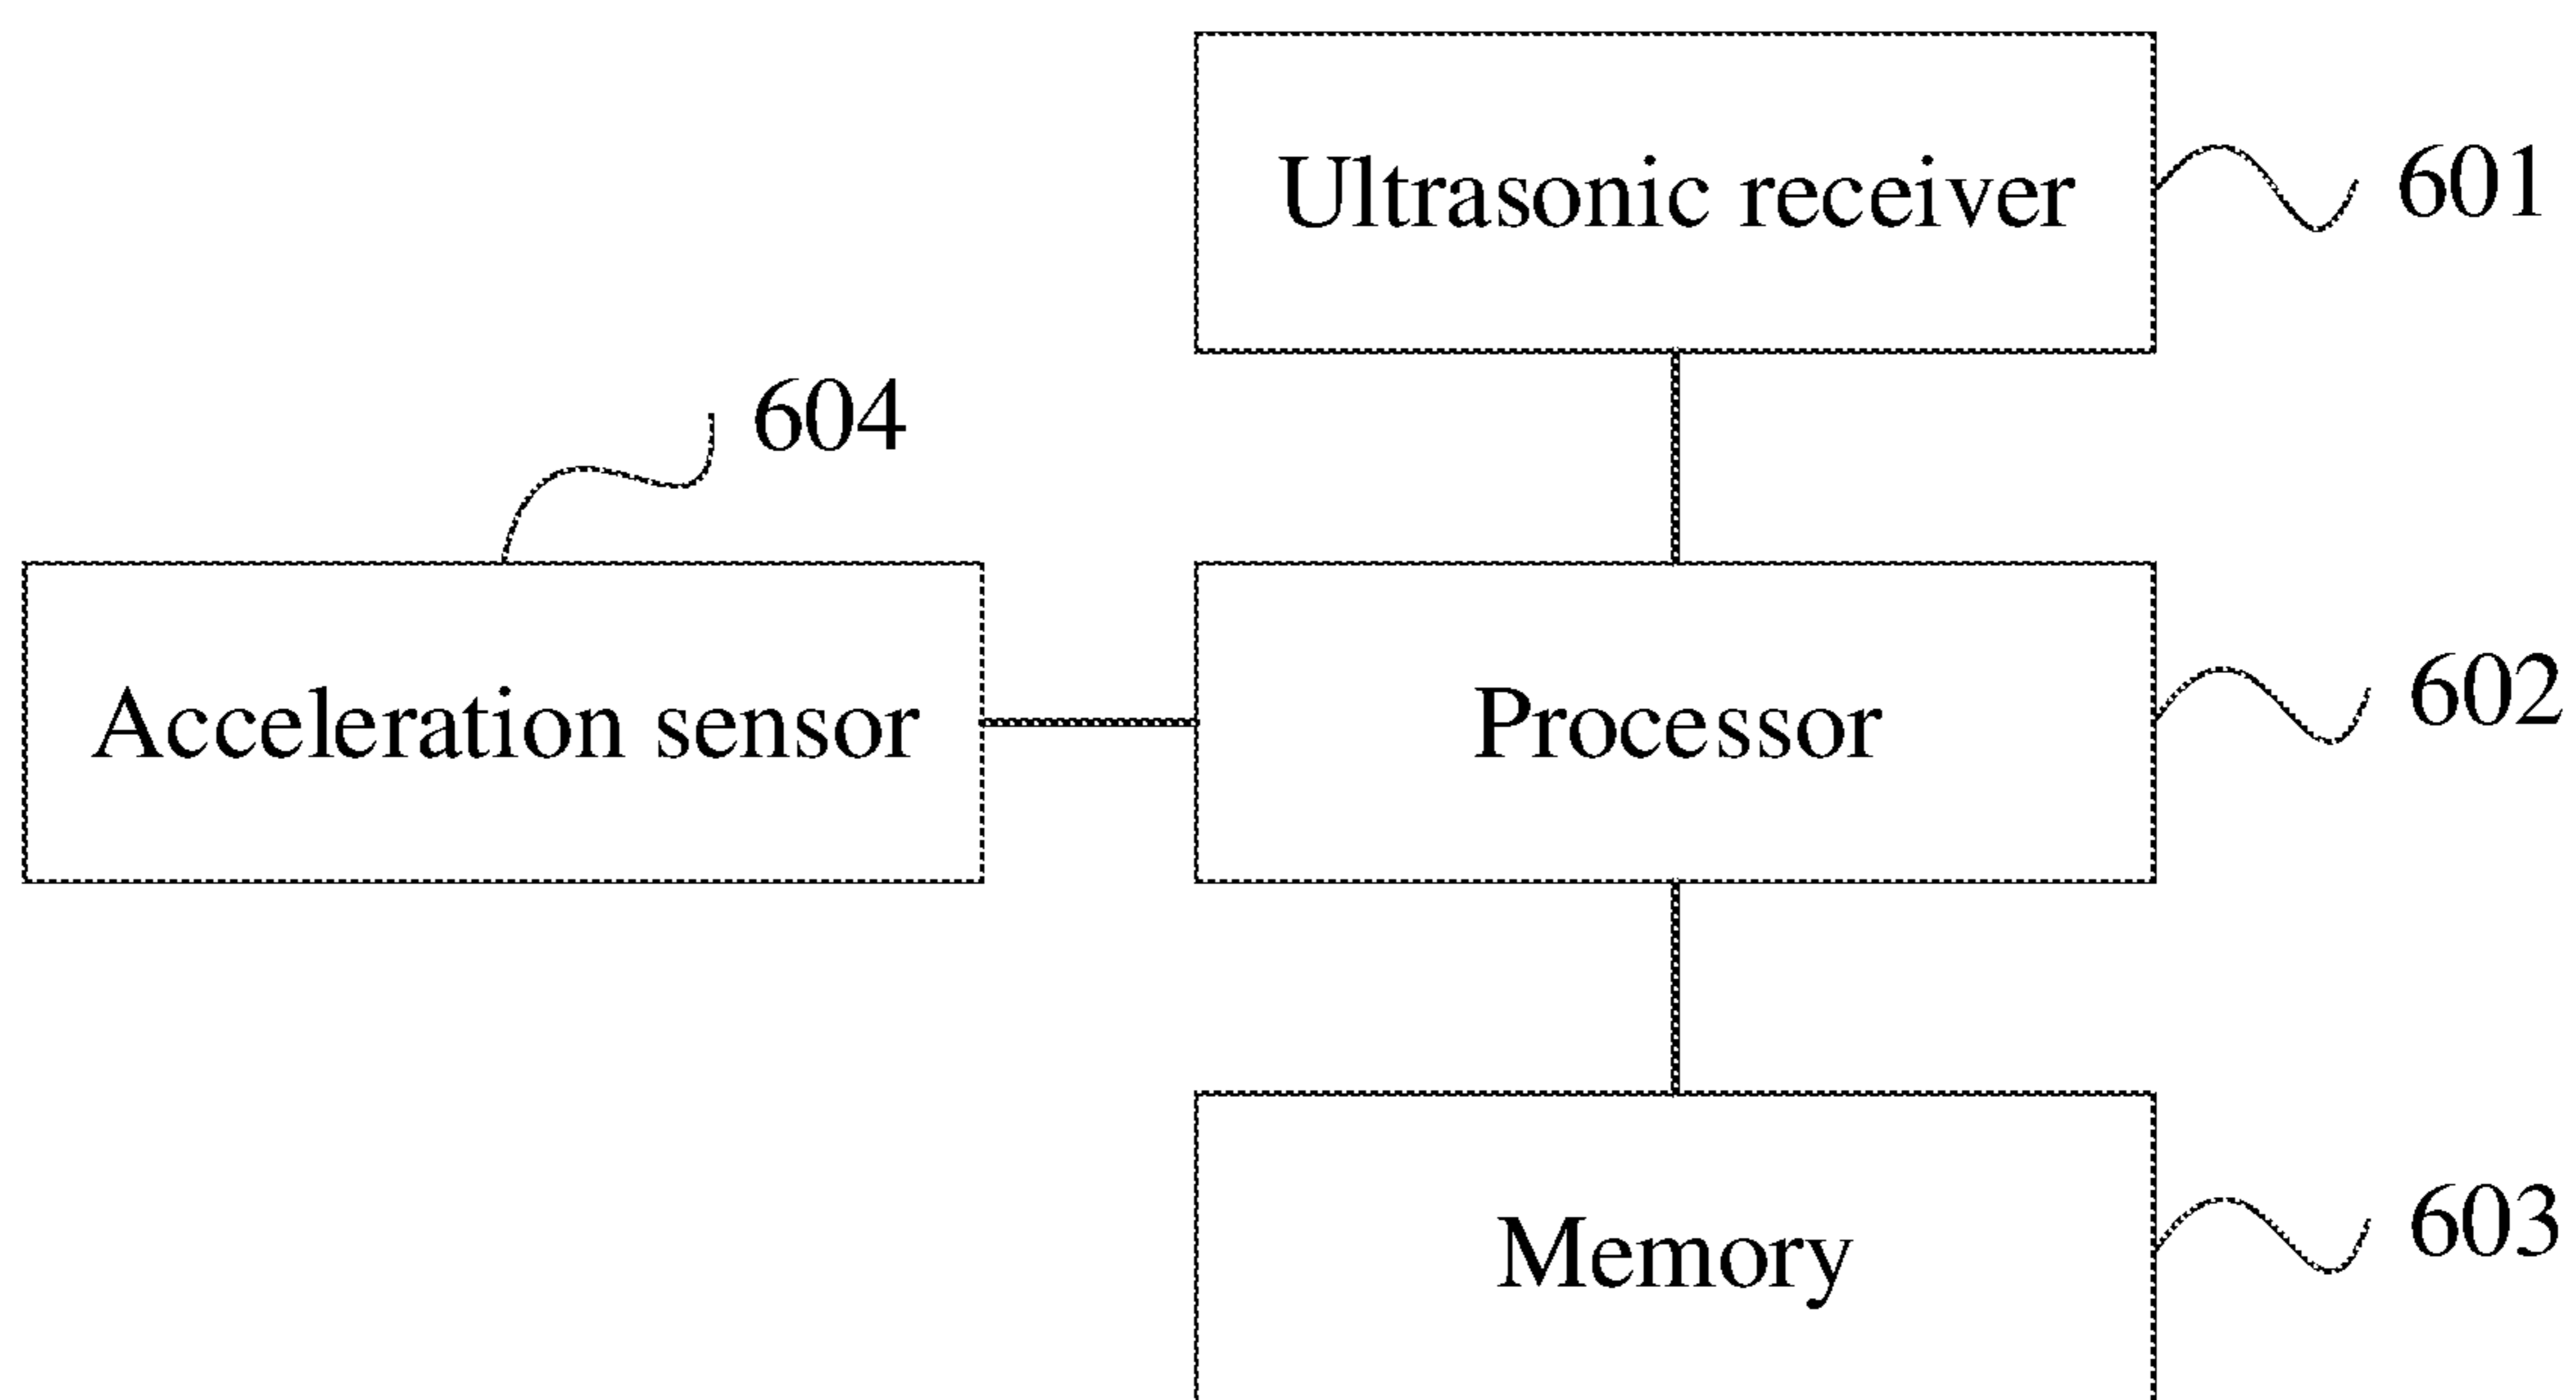 Ultrasonic receiver
601
604
Acceleration sensor
Processor
602
Memory
603